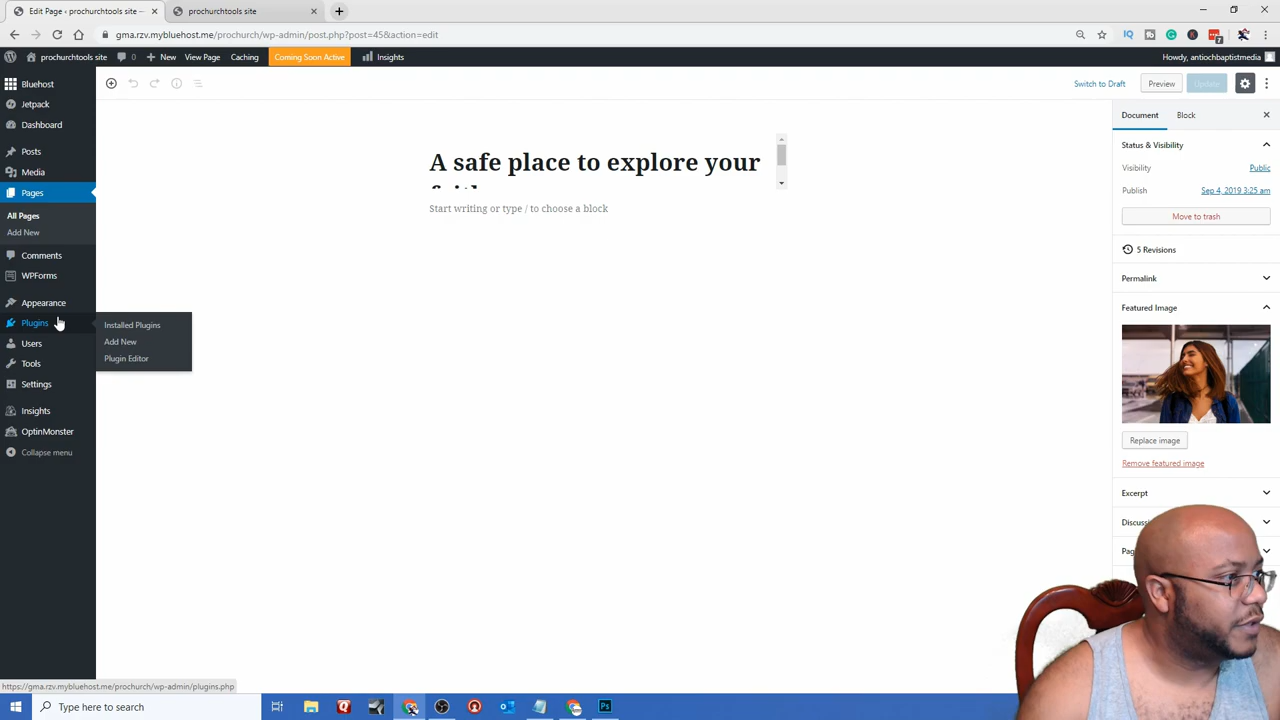 Edit Page ‹ prochurchtools site — ×
prochurchtools site ×
gma.rzv.mybluehost.me/prochurch/wp-admin/post.php?post=45&action=edit
7
prochurchtools site 0 New View Page Caching Coming Soon Active Insights Howdy, antiochbaptistmedia
Bluehost
Jetpack
Dashboard
Posts
Media
Pages
All Pages
Add New
Comments
WPForms
Appearance
Plugins
Users
Tools
Settings
Insights
OptinMonster
Collapse menu
Installed Plugins
Add New
Plugin Editor
Switch to Draft Preview Update
A safe place to explore your
Start writing or type / to choose a block
Document Block
Status & Visibility
Visibility Public
Publish Sep 4, 2019 3:25 am
Move to trash
5 Revisions
Permalink
Featured Image
Replace image
Remove featured image
Excerpt
https://gma.rzv.mybluehost.me/prochurch/wp-admin/plugins.php
Type here to search